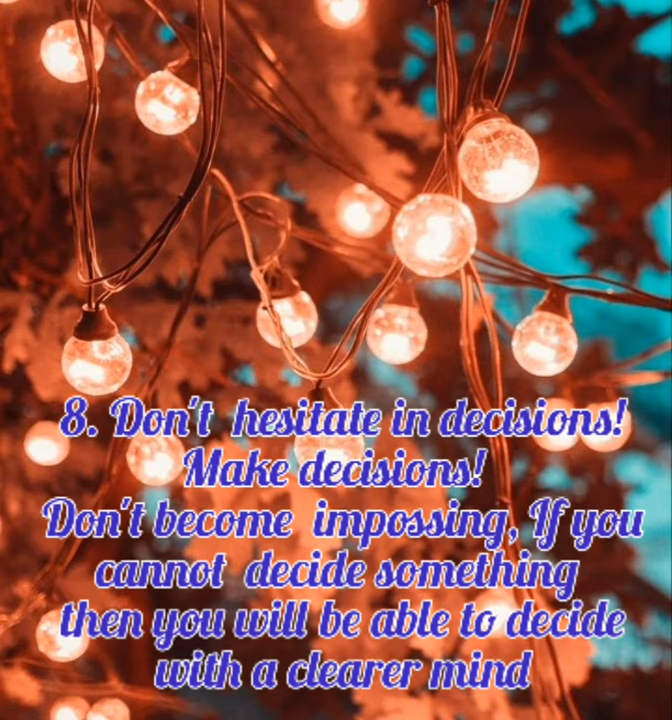 8. Don't hesitate in decisions!
Make decisions!
Don't become impossing, If you
cannot decide something
then you will be able to decide
with a clearer mind